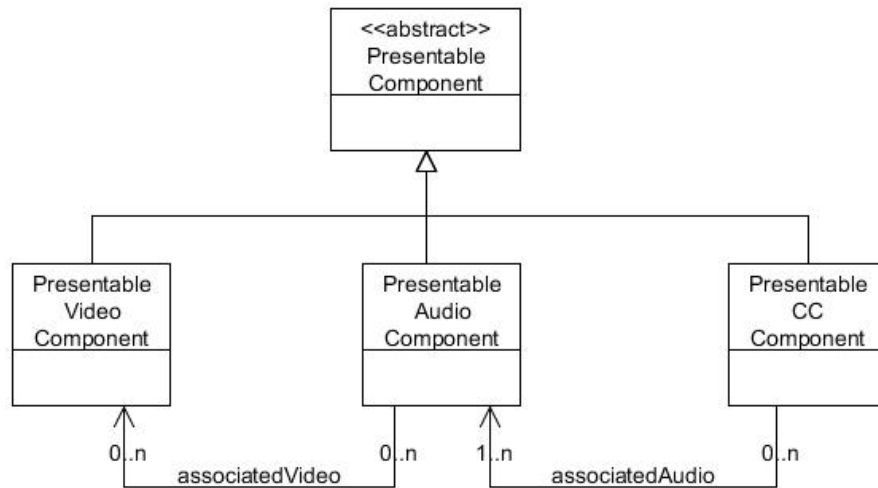 <<abstract>>
Presentable
Component
Presentable
Video
Component
Presentable
Audio
Component
Presentable
CC
Component
0..n
0..n
1..n
0..n
associatedVideo
associatedAudio